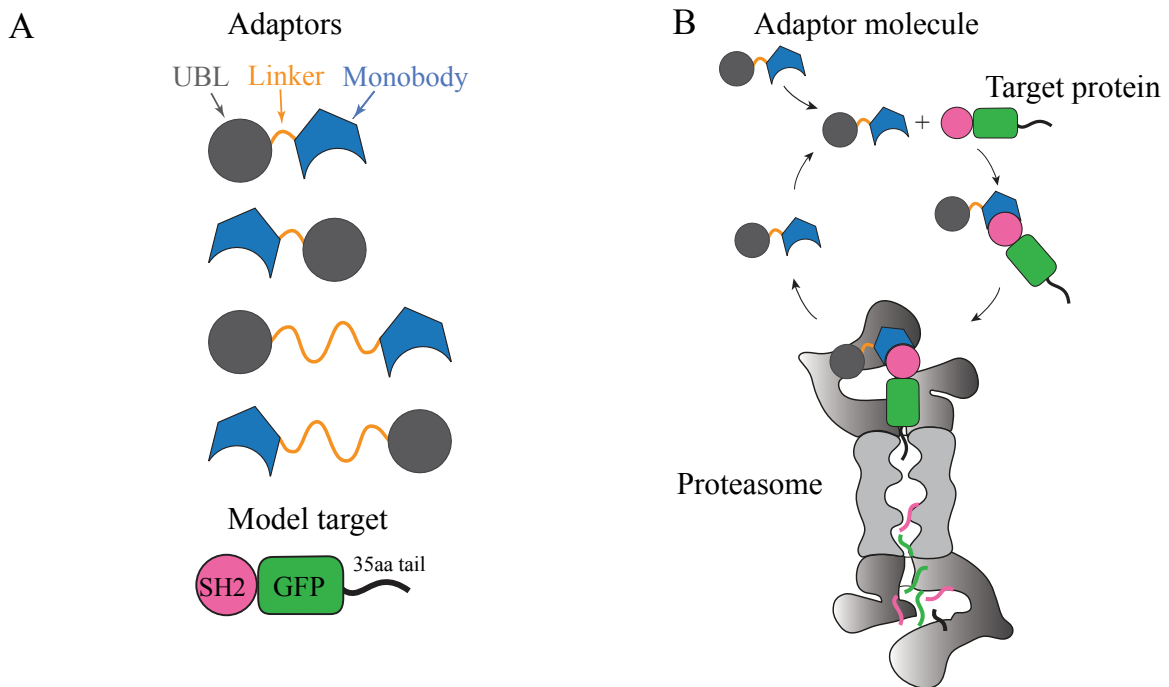 A
Adaptors
UBL Linker Monobody
Model target
SH2 GFP 35aa tail
B
Adaptor molecule
Target protein
+
Proteasome